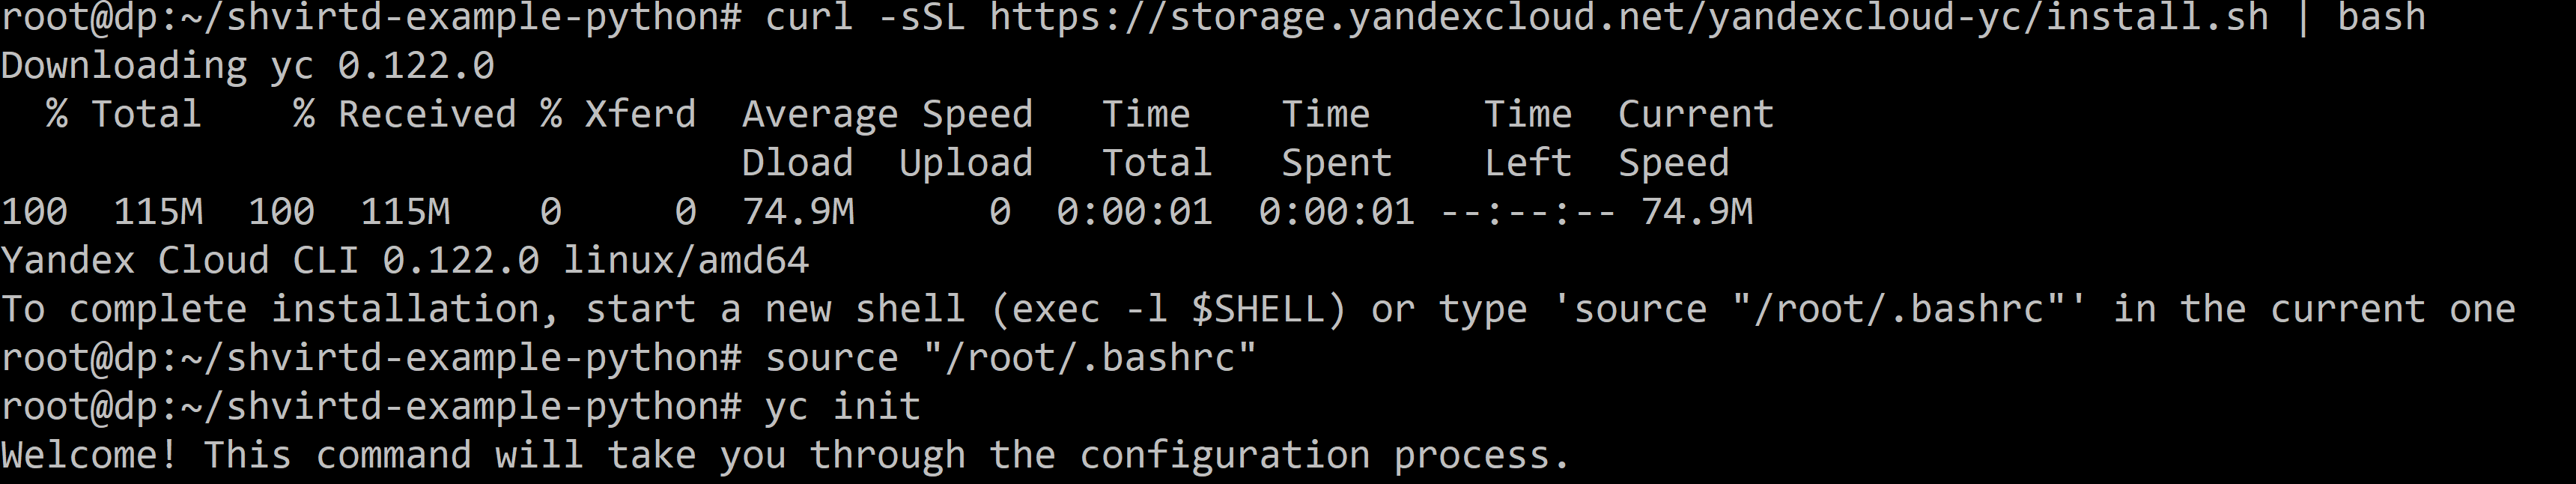 root@dp:~/shvirtd-example-python# curl -sSL https://storage.yandexcloud.net/yandexcloud-yc/install.sh | bash
Downloading yc 0.122.0
  % Total    % Received % Xferd  Average Speed   Time    Time     Time  Current
                                 Dload  Upload   Total   Spent    Left  Speed
100  115M  100  115M    0     0  74.9M      0  0:00:01  0:00:01 --:--:-- 74.9M
Yandex Cloud CLI 0.122.0 linux/amd64
To complete installation, start a new shell (exec -l $SHELL) or type 'source "/root/.bashrc"' in the current one
root@dp:~/shvirtd-example-python# source "/root/.bashrc"
root@dp:~/shvirtd-example-python# yc init
Welcome! This command will take you through the configuration process.